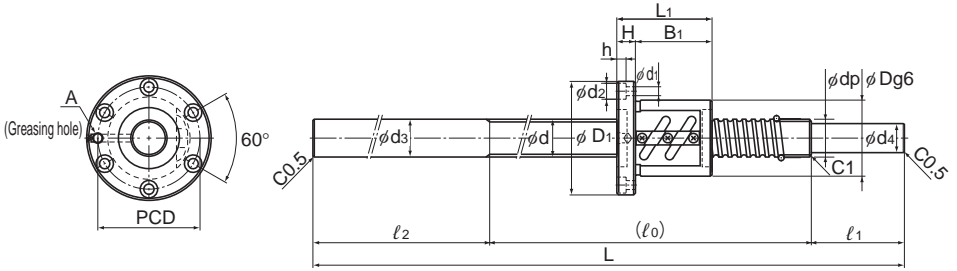 A
(Greasing hole)
60°
PCD
L1
H
B1
h
φd1
φd2
φdp
φDg6
φd3
φd
φD1
φd4
C0.5
C1
C0.5
ℓ2
(ℓ0)
ℓ1
L